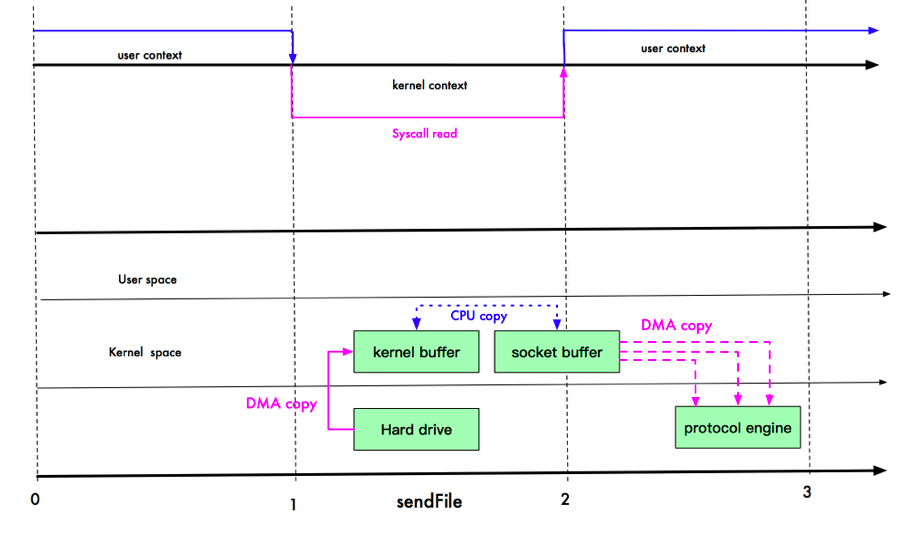 user context
user context
kernel context
Syscall read
User space
CPU copy
DMA copy
Kernel space
kernel buffer
socket buffer
DMA copy
Hard drive
protocol engine
0
1
sendFile
2
3